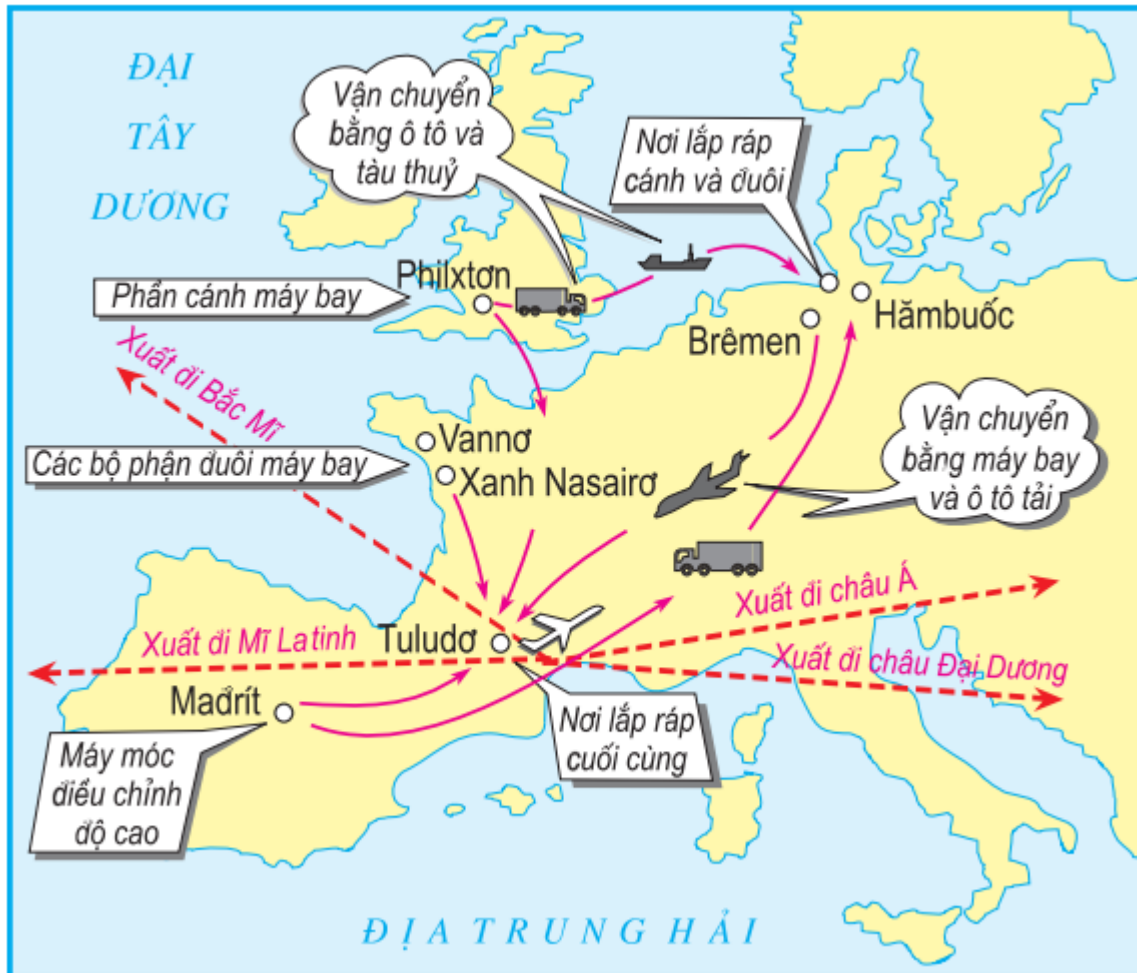 ĐẠI
TÂY
DƯƠNG
Vận chuyển
bằng ô tô và
tàu thuỷ
Nơi lắp ráp
cánh và đuôi
Philxtơn
Phần cánh máy bay
Hămbuốc
Brêmen
Xuất đi Bắc Mĩ
Vận chuyển
bằng máy bay
và ô tô tải
Vannơ
Các bộ phận đuôi máy bay
Xanh Nasairơ
Xuất đi châu Á
Tuludơ
Xuất đi Mĩ Latinh
Xuất đi châu Đại Dương
Mađrít
Nơi lắp ráp
cuối cùng
Máy móc
điều chỉnh
độ cao
ĐỊA TRUNG HẢI